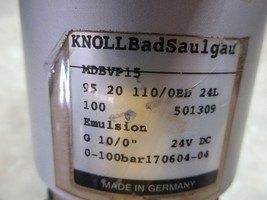 KNOLLBadSaulgau
MDBVP15
95 20 110/0BD 24L
100 501309
Emulsion
G 10/0" 24V DC
0-100bar170604-04
MADE IN GERMANY